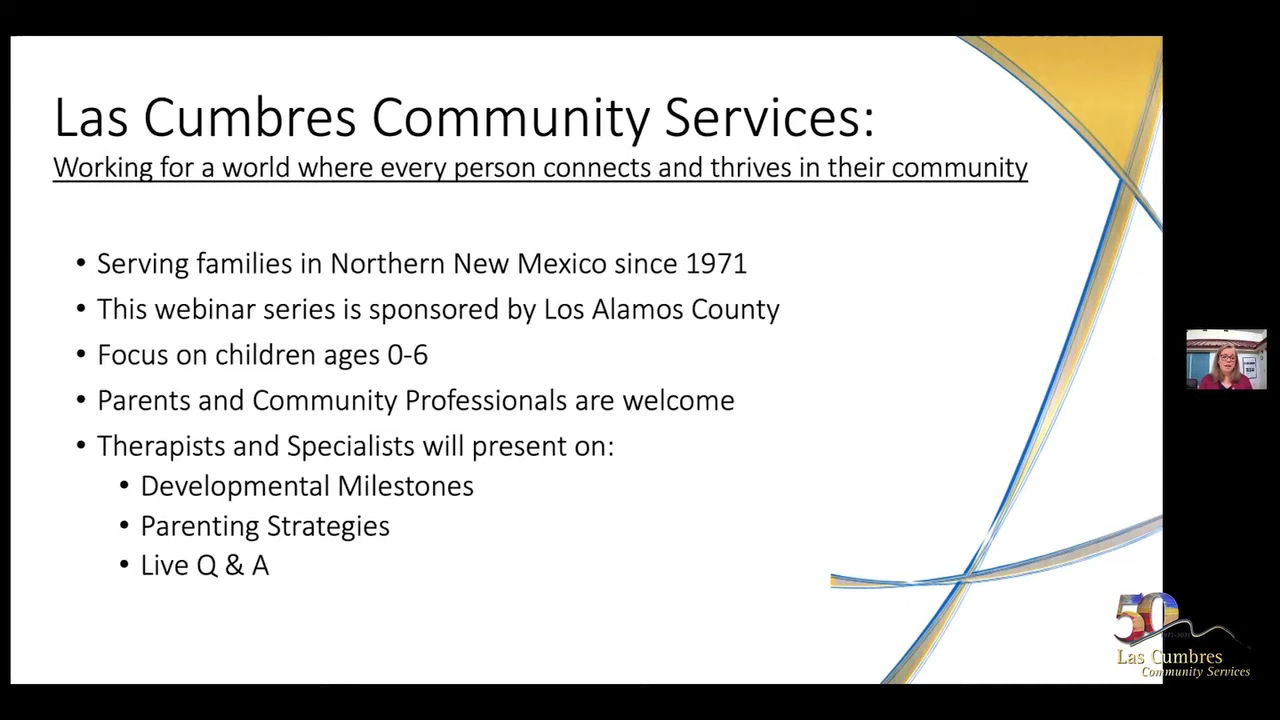 Las Cumbres Community Services:
Working for a world where every person connects and thrives in their community
• Serving families in Northern New Mexico since 1971
• This webinar series is sponsored by Los Alamos County
• Focus on children ages 0-6
• Parents and Community Professionals are welcome
• Therapists and Specialists will present on:
• Developmental Milestones
• Parenting Strategies
• Live Q & A
50
1971-2021
Las Cumbres
Community Services